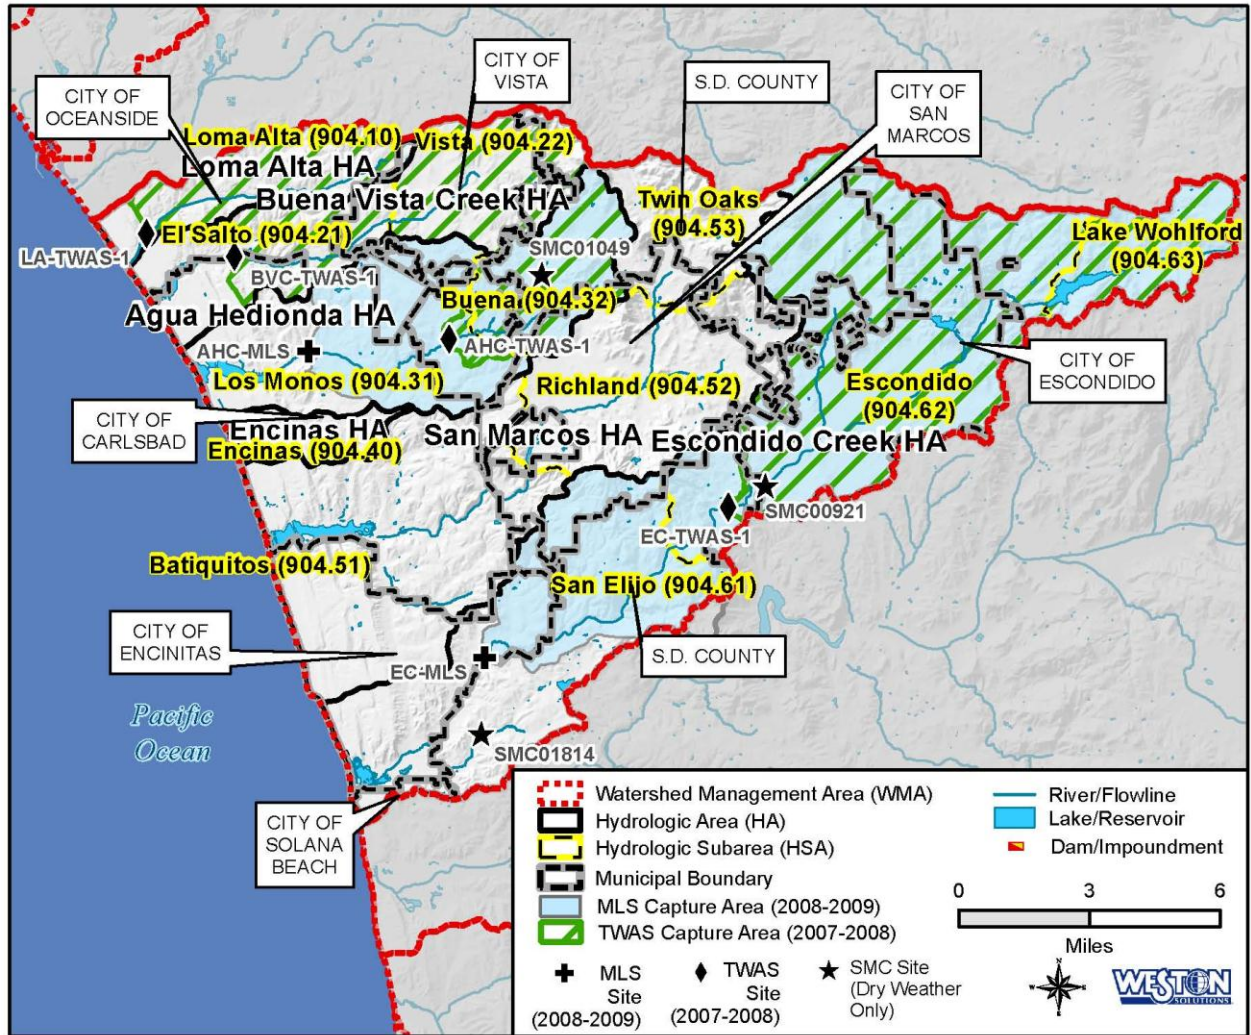 CITY OF
OCEANSIDE
CITY OF
VISTA
S.D. COUNTY
CITY OF
SAN
MARCOS
Loma Alta (904.10)
Vista (904.22)
Loma Alta HA
Buena Vista Creek HA
Twin Oaks
(904.53)
El Salto (904.21)
LA-TWAS-1
BVC-TWAS-1
SMC01049
Lake Wohlford
(904.63)
Buena (904.32)
Agua Hedionda HA
AHC-MLS
AHC-TWAS-1
Los Monos (904.31)
Richland (904.52)
Escondido
(904.62)
CITY OF
ESCONDIDO
CITY OF
CARLSBAD
Encinas HA
Encinas (904.40)
San Marcos HA
Escondido Creek HA
SMC00921
EC-TWAS-1
Batiquitos (904.51)
San Elijo (904.61)
CITY OF
ENCINITAS
EC-MLS
S.D. COUNTY
Pacific
Ocean
SMC01814
CITY OF
SOLANA
BEACH
Watershed Management Area (WMA)
Hydrologic Area (HA)
Hydrologic Subarea (HSA)
Municipal Boundary
MLS Capture Area (2008-2009)
TWAS Capture Area (2007-2008)
River/Flowline
Lake/Reservoir
Dam/Impoundment
0 3 6
Miles
MLS
Site
(2008-2009)
TWAS
Site
(2007-2008)
SMC Site
(Dry Weather
Only)
N
W E
S
WESTON
SOLUTIONS